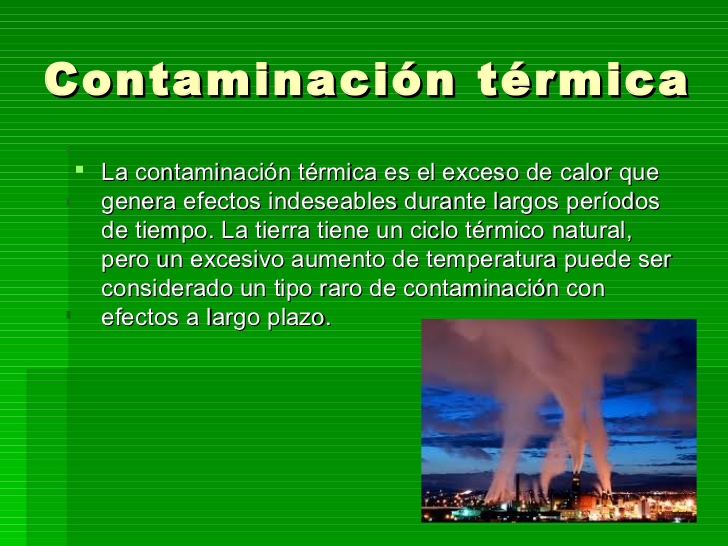 Contaminación térmica
La contaminación térmica es el exceso de calor que
genera efectos indeseables durante largos períodos
de tiempo. La tierra tiene un ciclo térmico natural,
pero un excesivo aumento de temperatura puede ser
considerado un tipo raro de contaminación con
efectos a largo plazo.